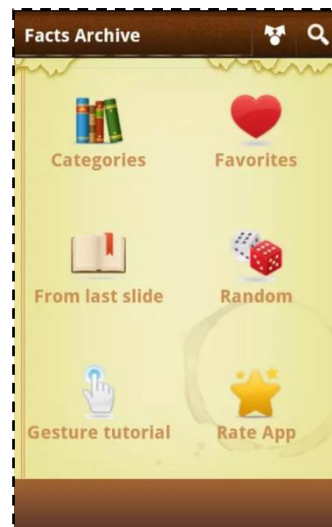 Facts Archive
Categories Favorites
From last slide Random
Gesture tutorial Rate App